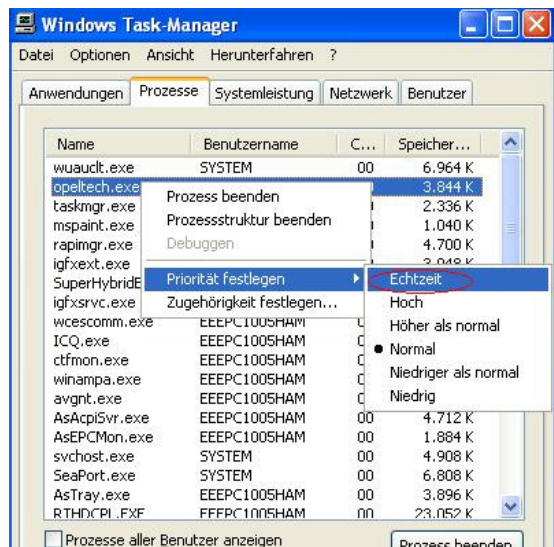 Windows Task-Manager
Datei Optionen Ansicht Herunterfahren ?
Anwendungen Prozesse Systemleistung Netzwerk Benutzer
Name Benutzername C... Speicher...
wuauclt.exe SYSTEM 00 6.964 K
opeltech.exe 3.844 K
Prozess beenden
taskmgr.exe 2.336 K
Prozessstruktur beenden
mspaint.exe 1.040 K
Debuggen
rapimgr.exe 4.700 K
igfxext.exe
Priorität festlegen Echtzeit
SuperHybridE
Zugehörigkeit festlegen... Hoch
igfxsrvc.exe
wcescomm.exe EEEPC1005HAM Höher als normal
ICQ.exe EEEPC1005HAM
ctfmon.exe EEEPC1005HAM Normal
winampa.exe EEEPC1005HAM Niedriger als normal
avgnt.exe EEEPC1005HAM Niedrig
AsAcpiSvr.exe EEEPC1005HAM 00 4.712 K
AsEPCMon.exe EEEPC1005HAM 00 1.884 K
svchost.exe SYSTEM 00 4.908 K
SeaPort.exe SYSTEM 00 6.808 K
AsTray.exe EEEPC1005HAM 00 3.896 K
RTHDCPL.EXE EEEPC1005HAM 00 23.052 K
Prozesse aller Benutzer anzeigen Prozess beenden